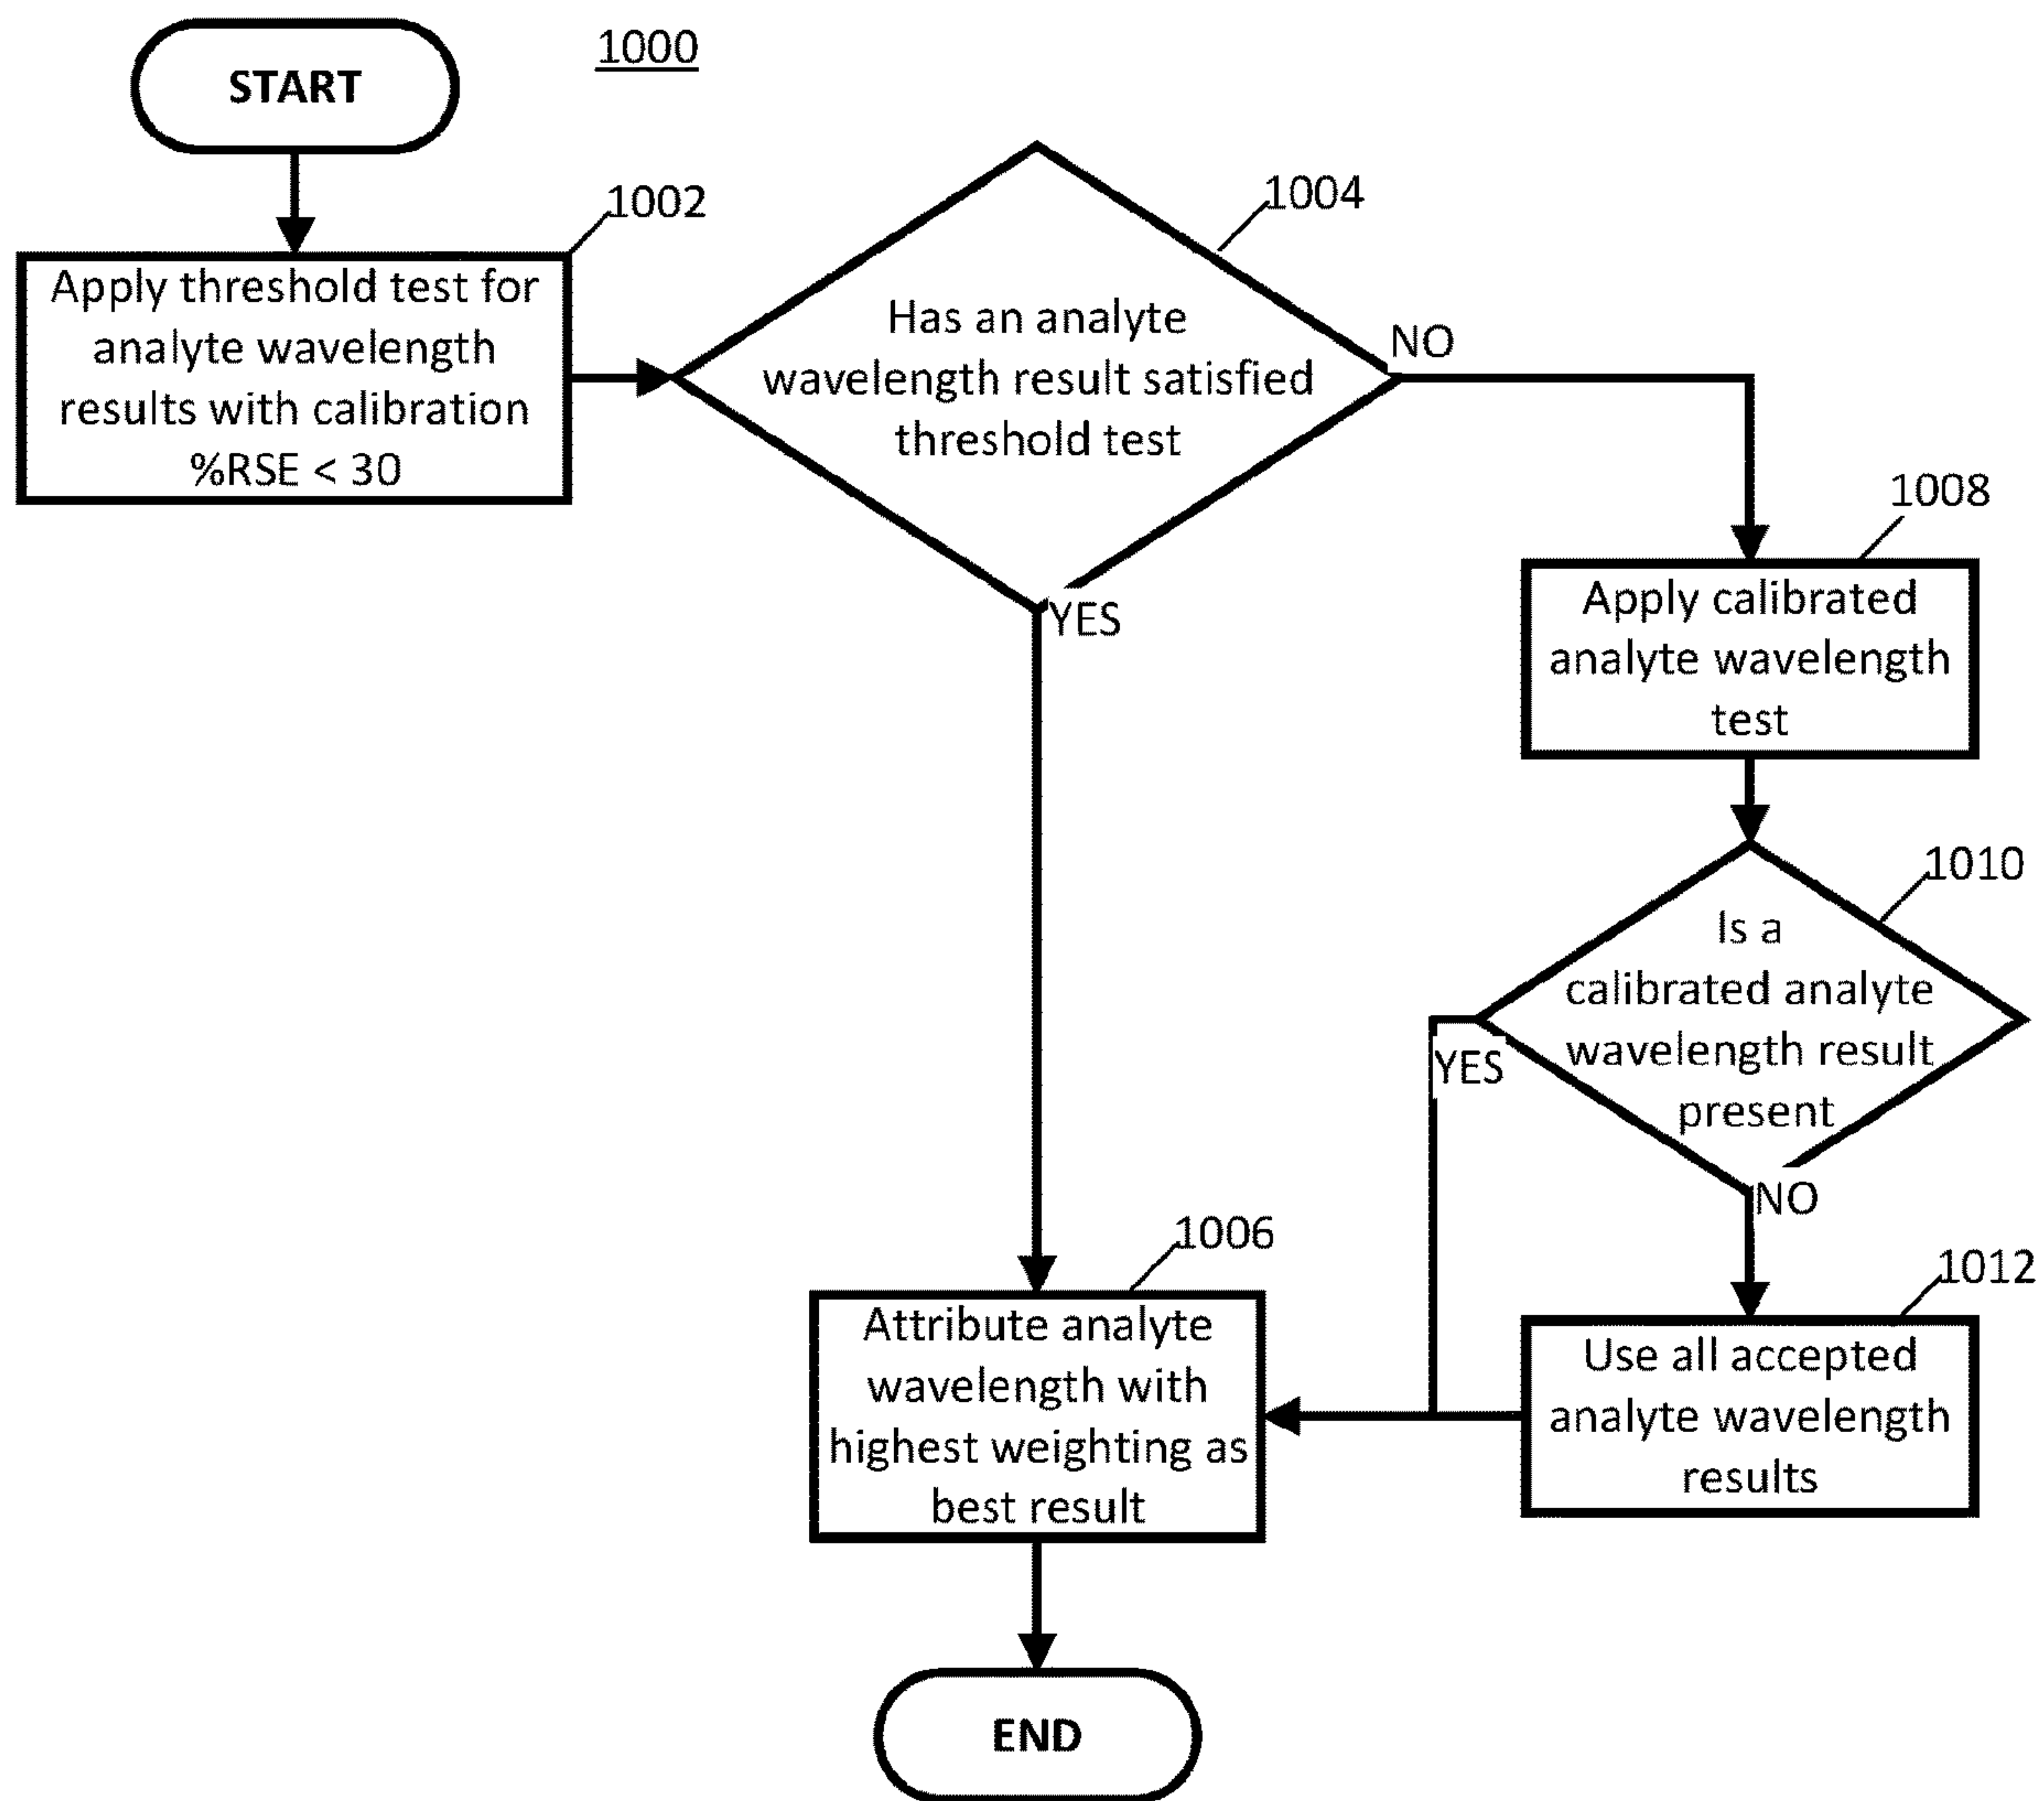 START
1000
1002
Apply threshold test for
analyte wavelength
results with calibration
%RSE < 30
1004
Has an analyte
wavelength result satisfied
threshold test
NO
YES
1008
Apply calibrated
analyte wavelength
test
1010
Is a
calibrated analyte
wavelength result
present
YES
NO
1012
Use all accepted
analyte wavelength
results
1006
Attribute analyte
wavelength with
highest weighting as
best result
END